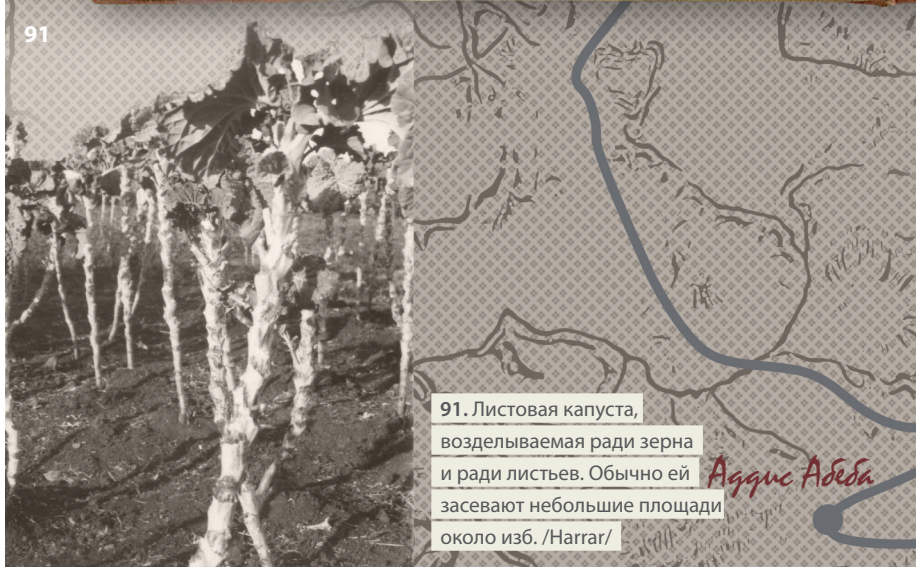 91
91. Листовая капуста,
возделываемая ради зерна
и ради листьев. Обычно ей
засевают небольшие площади
около изб. /Harrar/
Аддис Абеба